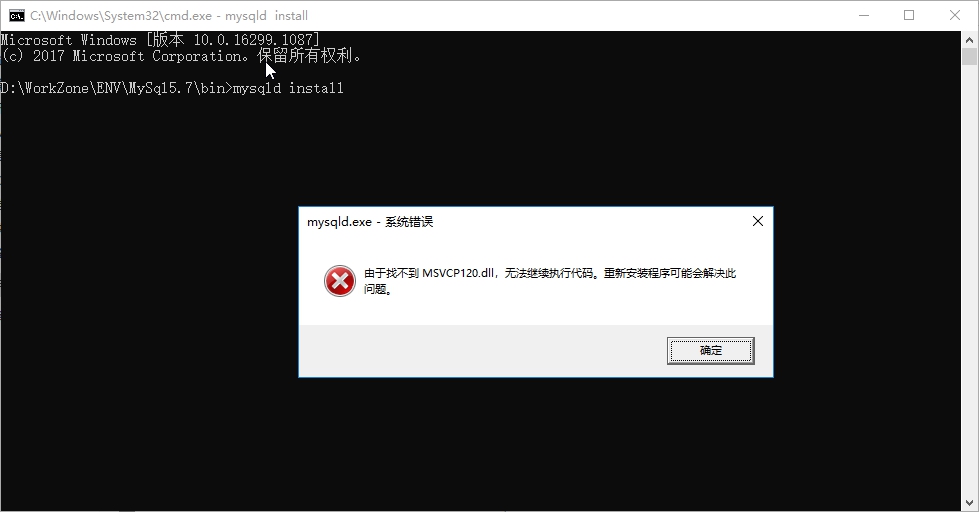 C:\Windows\System32\cmd.exe - mysqld  install
Microsoft Windows [版本 10.0.16299.1087]
(c) 2017 Microsoft Corporation。保留所有权利。
D:\WorkZone\ENV\MySql5.7\bin>mysqld install
mysqld.exe - 系统错误
由于找不到 MSVCP120.dll，无法继续执行代码。重新安装程序可能会解决此
问题。
确定